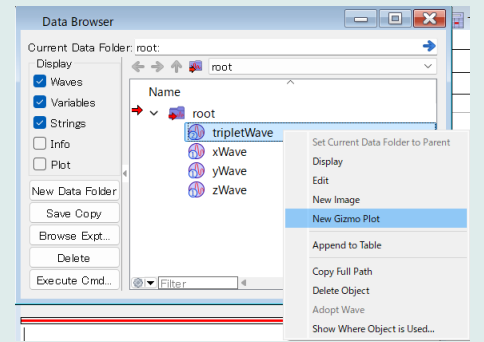 Data Browser
Current Data Folder: root:
Display
Waves
Variables
Strings
Info
Plot
New Data Folder
Save Copy
Browse Expt...
Delete
Execute Cmd...
root
Name
root
tripletWave
xWave
yWave
zWave
Filter
Set Current Data Folder to Parent
Display
Edit
New Image
New Gizmo Plot
Append to Table
Copy Full Path
Delete Object
Adopt Wave
Show Where Object is Used...